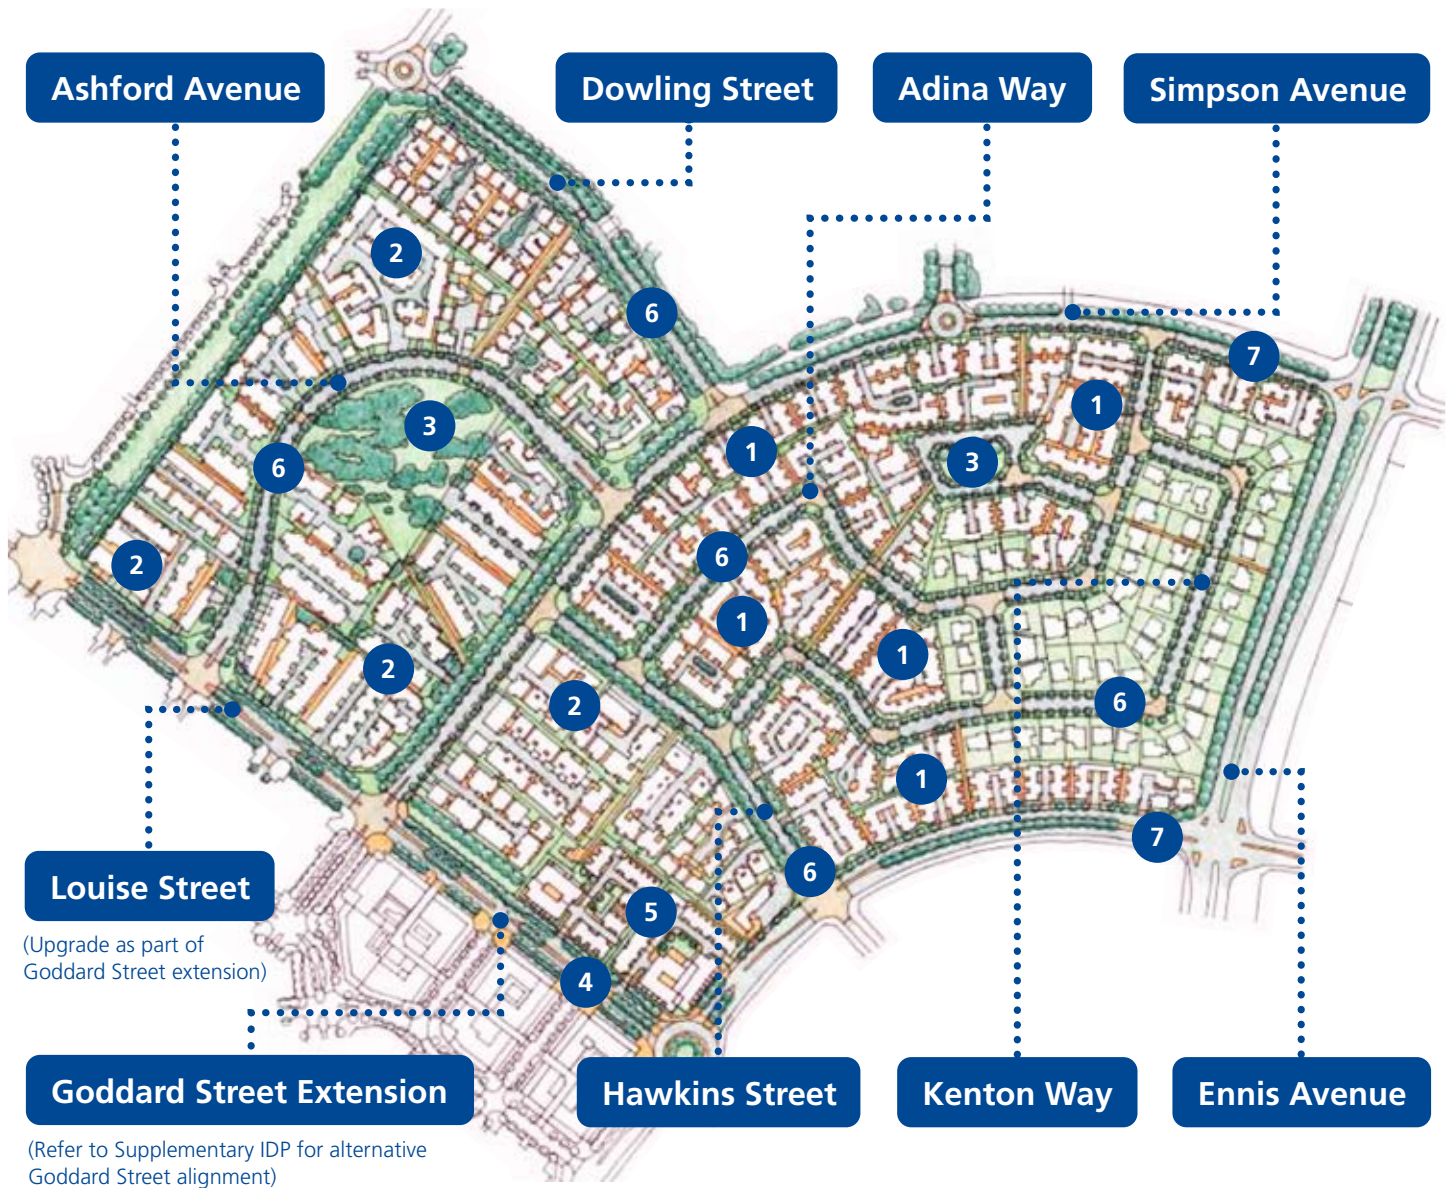 Ashford Avenue
Dowling Street
Adina Way
Simpson Avenue
2
6
7
1
3
1
3
6
6
2
1
1
2
2
6
1
7
6
5
4
Louise Street
(Upgrade as part of
Goddard Street extension)
Goddard Street Extension
(Refer to Supplementary IDP for alternative
Goddard Street alignment)
Hawkins Street
Kenton Way
Ennis Avenue